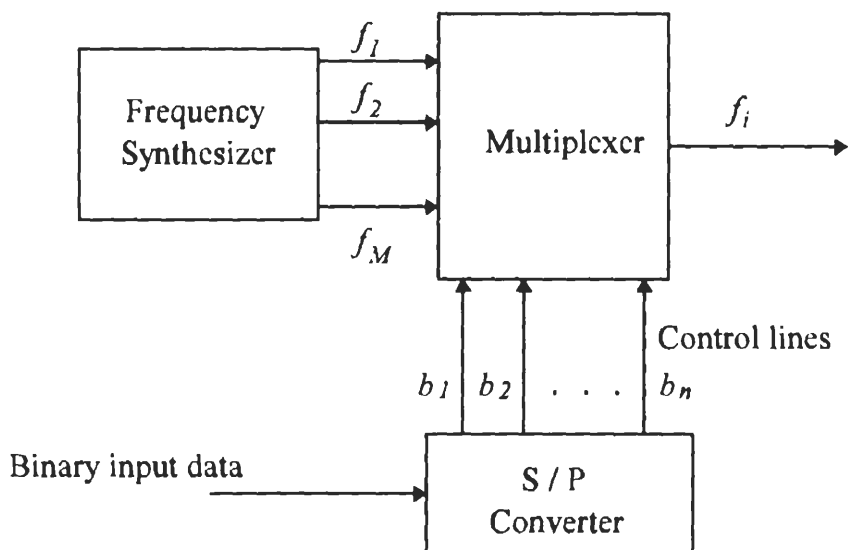 f1
Frequency
Synthesizer
f2
fM
Multiplexer
fi
Control lines
b1 b2 . . . bn
Binary input data
S / P
Converter